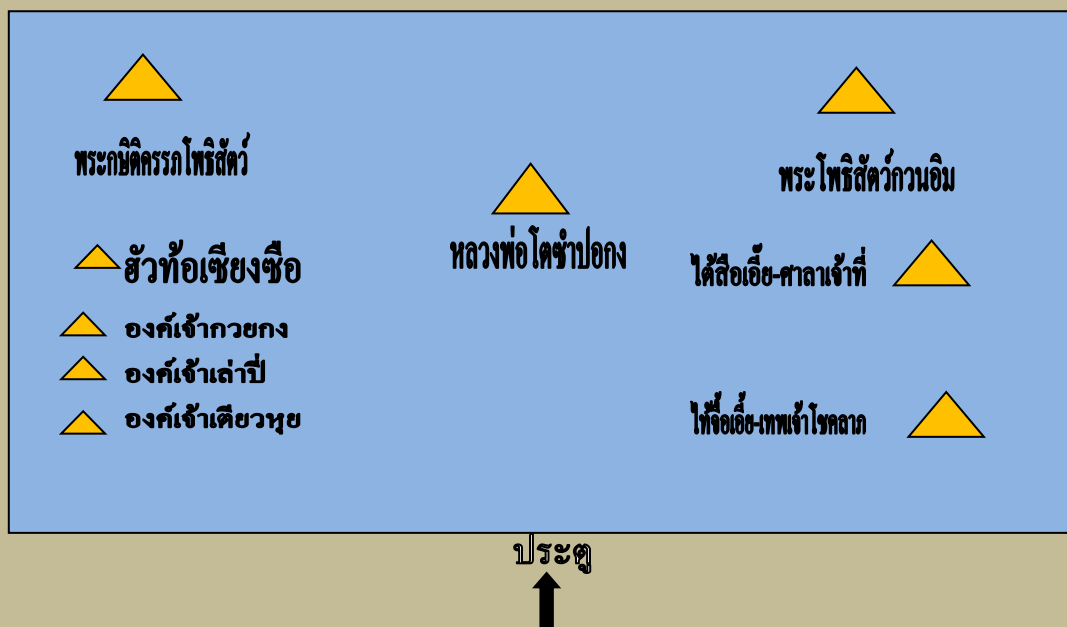 พระกษิติครรภโพธิสัตว์
พระโพธิสัตว์กวนอิม
หลวงพ่อโตซำปอกง
ฮัวท้อเซียงซือ
ไต้สือเอี๊ย-ศาลาเจ้าที่
องค์เจ้ากวยกง
องค์เจ้าเล่าปี่
องค์เจ้าเตียวหุย
ไท้จื้อเอี้ย-เทพเจ้าโชคลาภ
ประตู